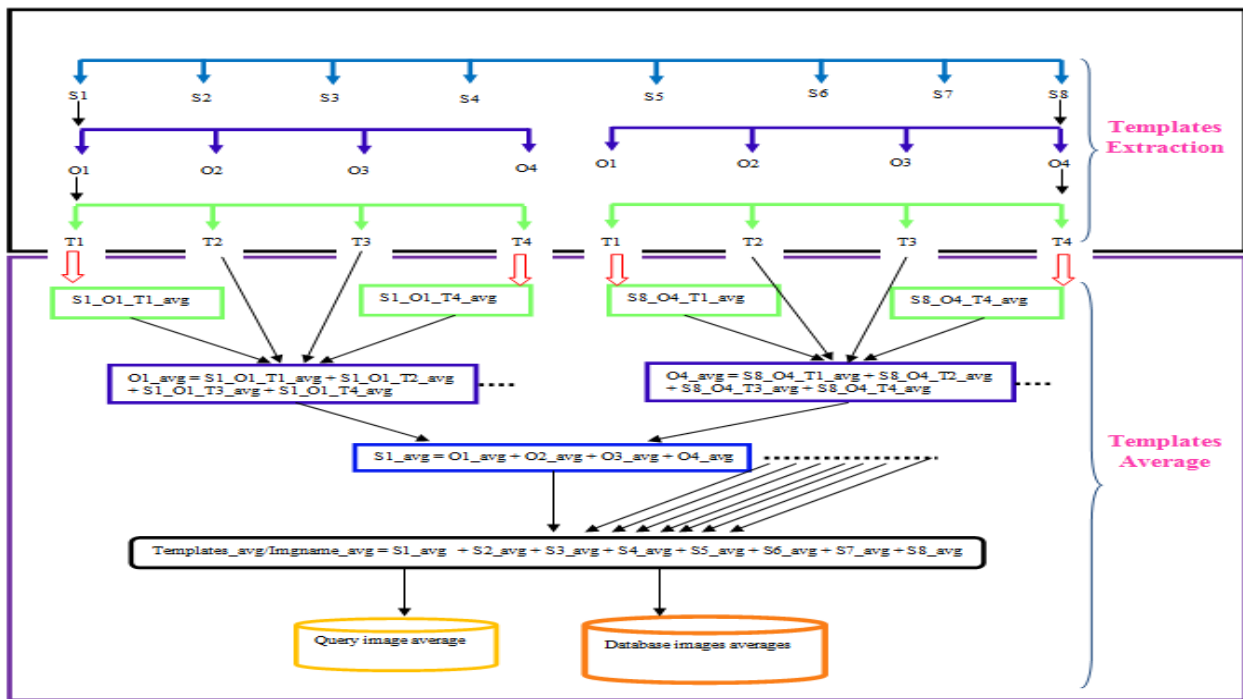 S1 S2 S3 S4 S5 S6 S7 S8
Templates
Extraction
O1 O2 O3 O4 O1 O2 O3 O4
T1 T2 T3 T4 T1 T2 T3 T4
S1_O1_T1_avg
S1_O1_T4_avg
S8_O4_T1_avg
S8_O4_T4_avg
O1_avg = S1_O1_T1_avg + S1_O1_T2_avg
+ S1_O1_T3_avg + S1_O1_T4_avg
O4_avg = S8_O4_T1_avg + S8_O4_T2_avg
+ S8_O4_T3_avg + S8_O4_T4_avg
S1_avg = O1_avg + O2_avg + O3_avg + O4_avg
Templates
Average
Templates_avg/Imgname_avg = S1_avg + S2_avg + S3_avg + S4_avg + S5_avg + S6_avg + S7_avg + S8_avg
Query image average
Database images averages